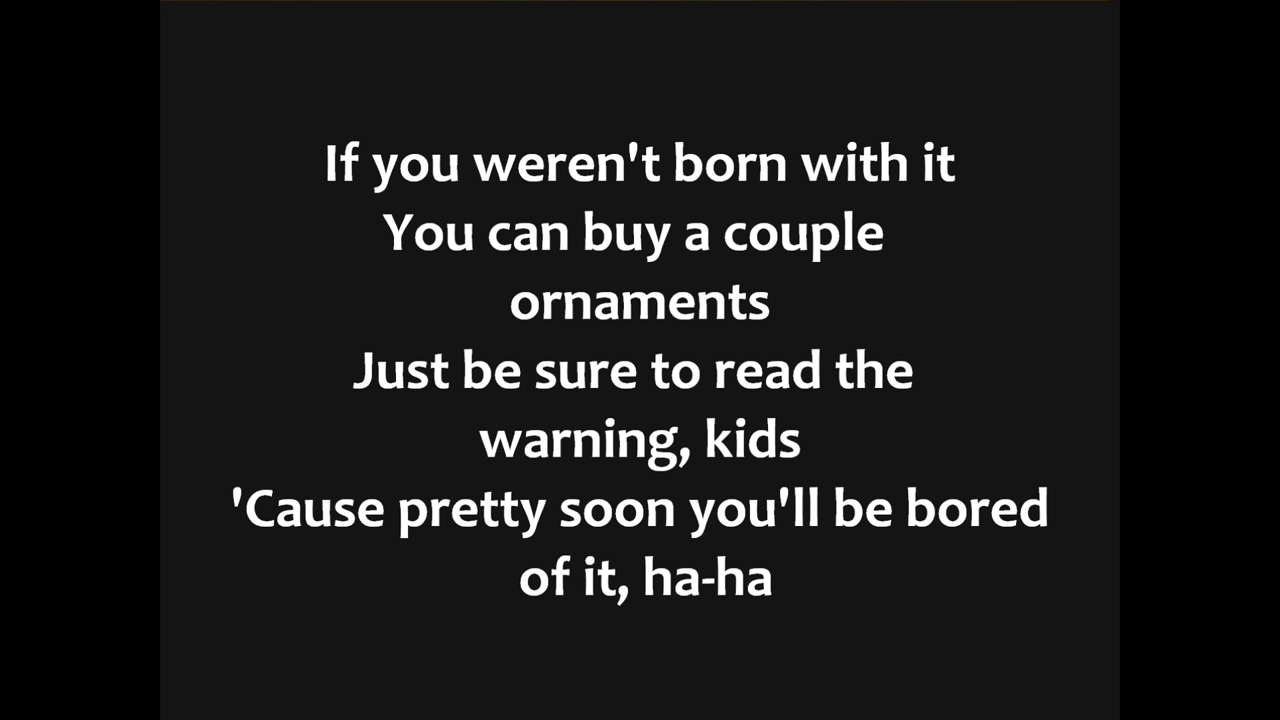 If you weren't born with it
You can buy a couple
ornaments
Just be sure to read the
warning, kids
'Cause pretty soon you'll be bored
of it, ha-ha